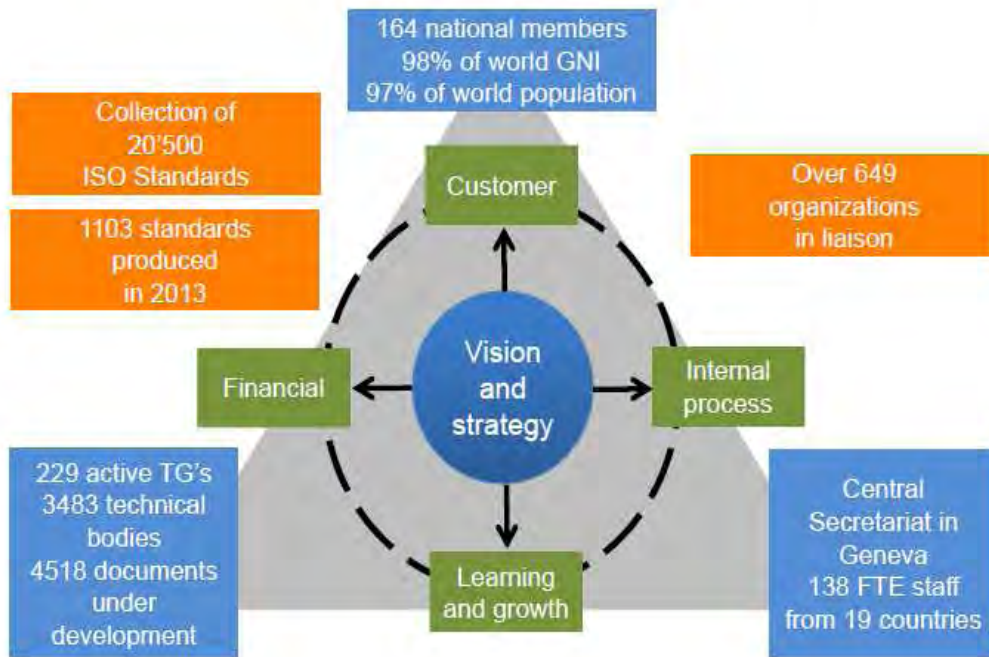 164 national members
98% of world GNI
97% of world population
Collection of
20'500
ISO Standards
1103 standards
produced
in 2013
Over 649
organizations
in liaison
Customer
Financial
Vision
and
strategy
Internal
process
Learning
and growth
229 active TG's
3483 technical
bodies
4518 documents
under
development
Central
Secretariat in
Geneva
138 FTE staff
from 19 countries